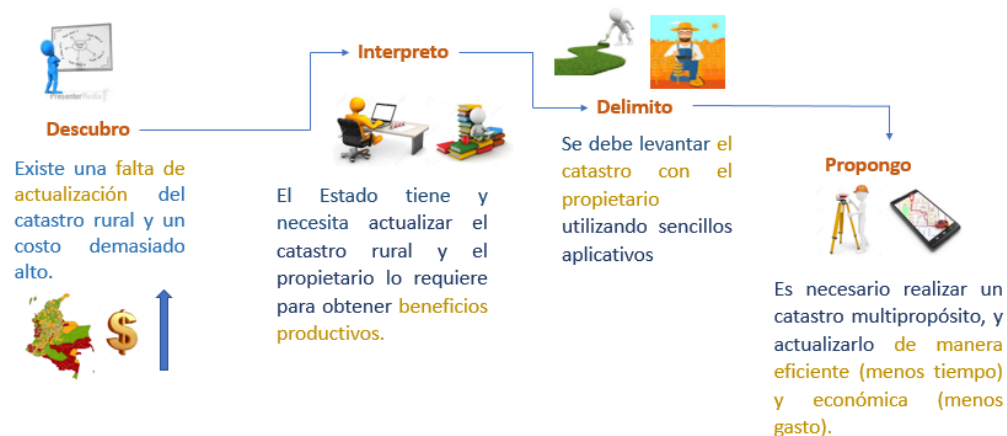 Descubro
Existe una falta de
actualización del
catastro rural y un
costo demasiado
alto.
Interpreto
El Estado tiene y
necesita actualizar el
catastro rural y el
propietario lo requiere
para obtener beneficios
productivos.
Delimito
Se debe levantar el
catastro con el
propietario
utilizando sencillos
aplicativos
Propongo
Es necesario realizar un
catastro multipropósito, y
actualizarlo de manera
eficiente (menos tiempo)
y económica (menos
gasto).
PresenterMedia